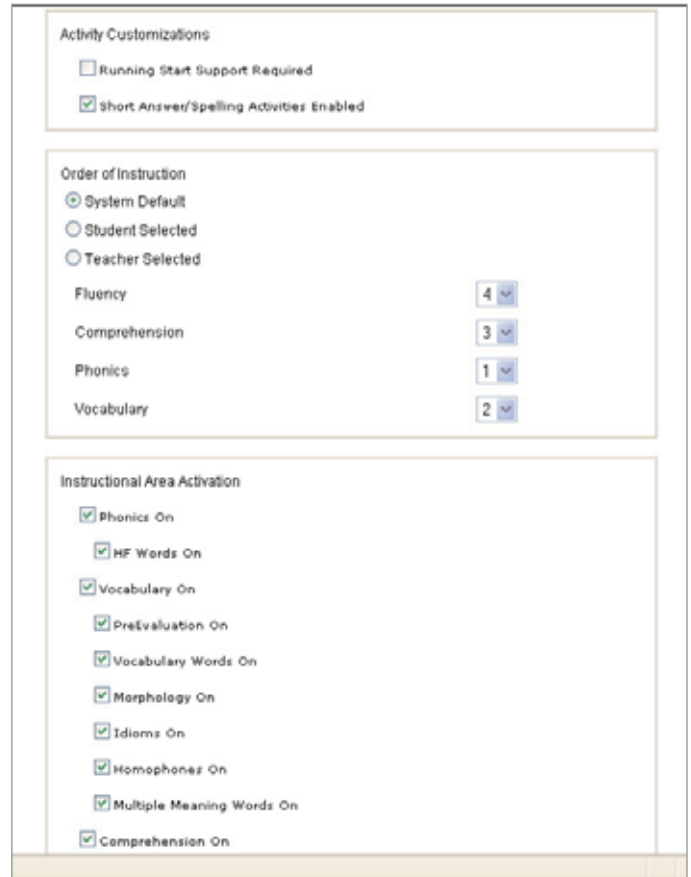 Activity Customizations
Running Start Support Required
Short Answer/Spelling Activities Enabled
Order of Instruction
System Default
Student Selected
Teacher Selected
Fluency 4
Comprehension 3
Phonics 1
Vocabulary 2
Instructional Area Activation
Phonics On
HF Words On
Vocabulary On
PreEvaluation On
Vocabulary Words On
Morphology On
Idioms On
Homophones On
Multiple Meaning Words On
Comprehension On